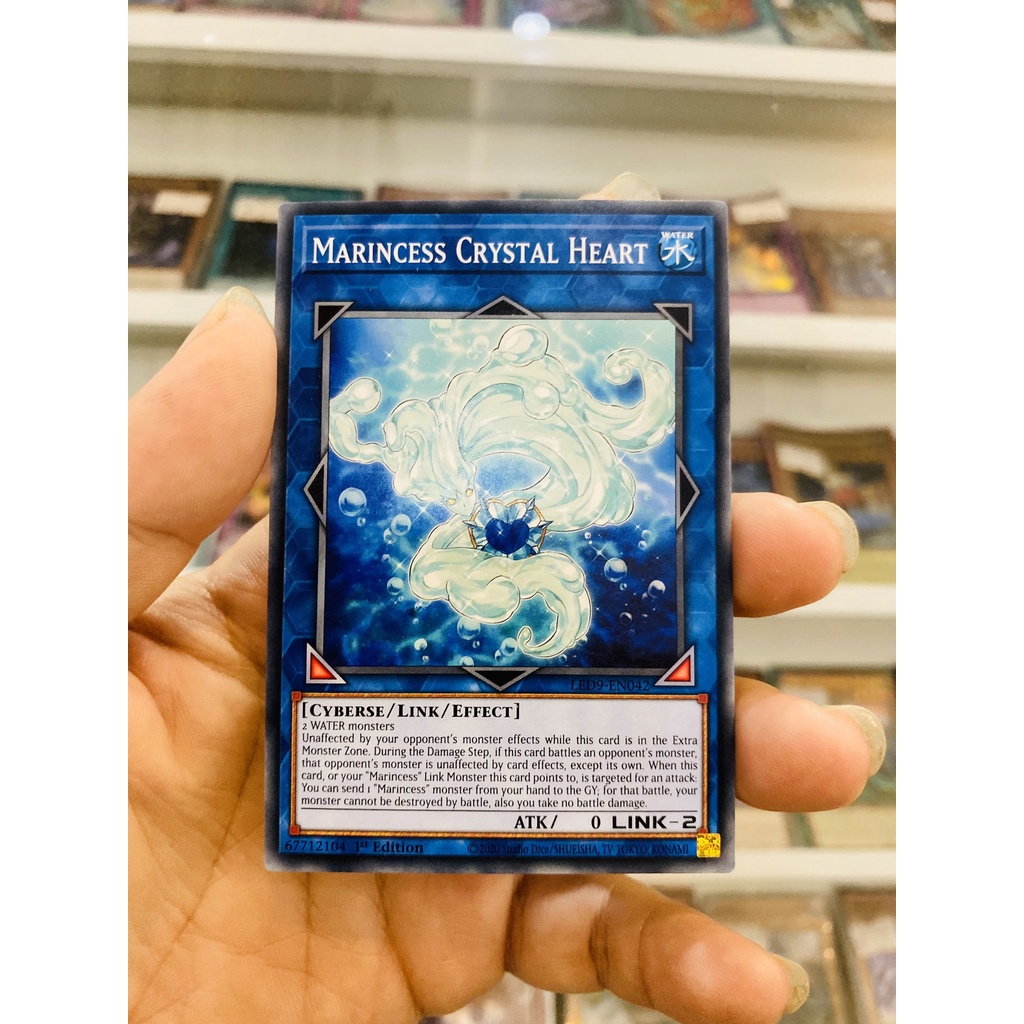 MARINCESS CRYSTAL HEART
WATER
水
LED9-EN042
[CYBERSE/LINK/EFFECT]
2 WATER monsters
Unaffected by your opponent's monster effects while this card is in the Extra
Monster Zone. During the Damage Step, if this card battles an opponent's monster,
that opponent's monster is unaffected by card effects, except its own. When this
card, or your "Marincess" Link Monster this card points to, is targeted for an attack:
You can send 1 "Marincess" monster from your hand to the GY; for that battle, your
monster cannot be destroyed by battle, also you take no battle damage.
ATK/ 0 LINK-2
67712104 1st Edition ©2020 Studio Dice/SHUEISHA, TV TOKYO, KONAMI